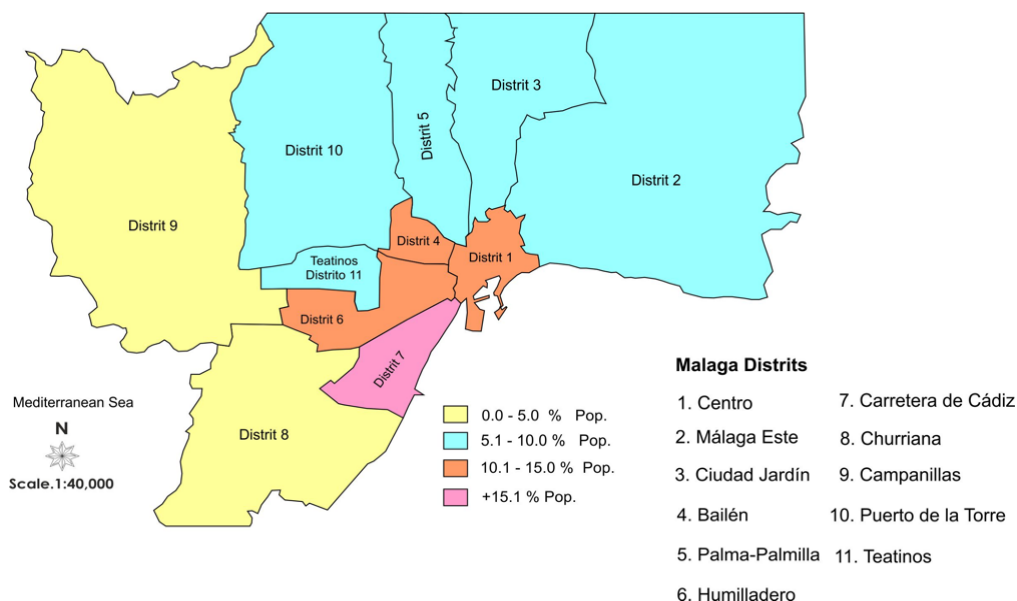 Distrit 3
Distrit 5
Distrit 10
Distrit 2
Distrit 9
Distrit 4
Distrit 1
Teatinos
Distrito 11
Distrit 6
Distrit 7
Distrit 8
Mediterranean Sea
N
Scale.1:40,000
0.0 - 5.0 % Pop.
5.1 - 10.0 % Pop.
10.1 - 15.0 % Pop.
+15.1 % Pop.
Malaga Distrits
1. Centro
2. Málaga Este
3. Ciudad Jardín
4. Bailén
5. Palma-Palmilla
6. Humilladero
7. Carretera de Cádiz
8. Churriana
9. Campanillas
10. Puerto de la Torre
11. Teatinos